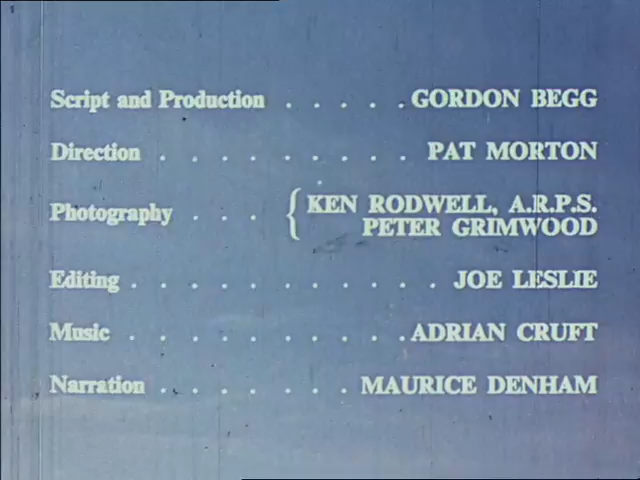 Script and Production . . . . . GORDON BEGG
Direction . . . . . . . . . PAT MORTON
Photography . . . { KEN RODWELL, A.R.P.S.
PETER GRIMWOOD
Editing . . . . . . . . . . . JOE LESLIE
Music . . . . . . . . . . ADRIAN CRUFT
Narration . . . . . . . MAURICE DENHAM